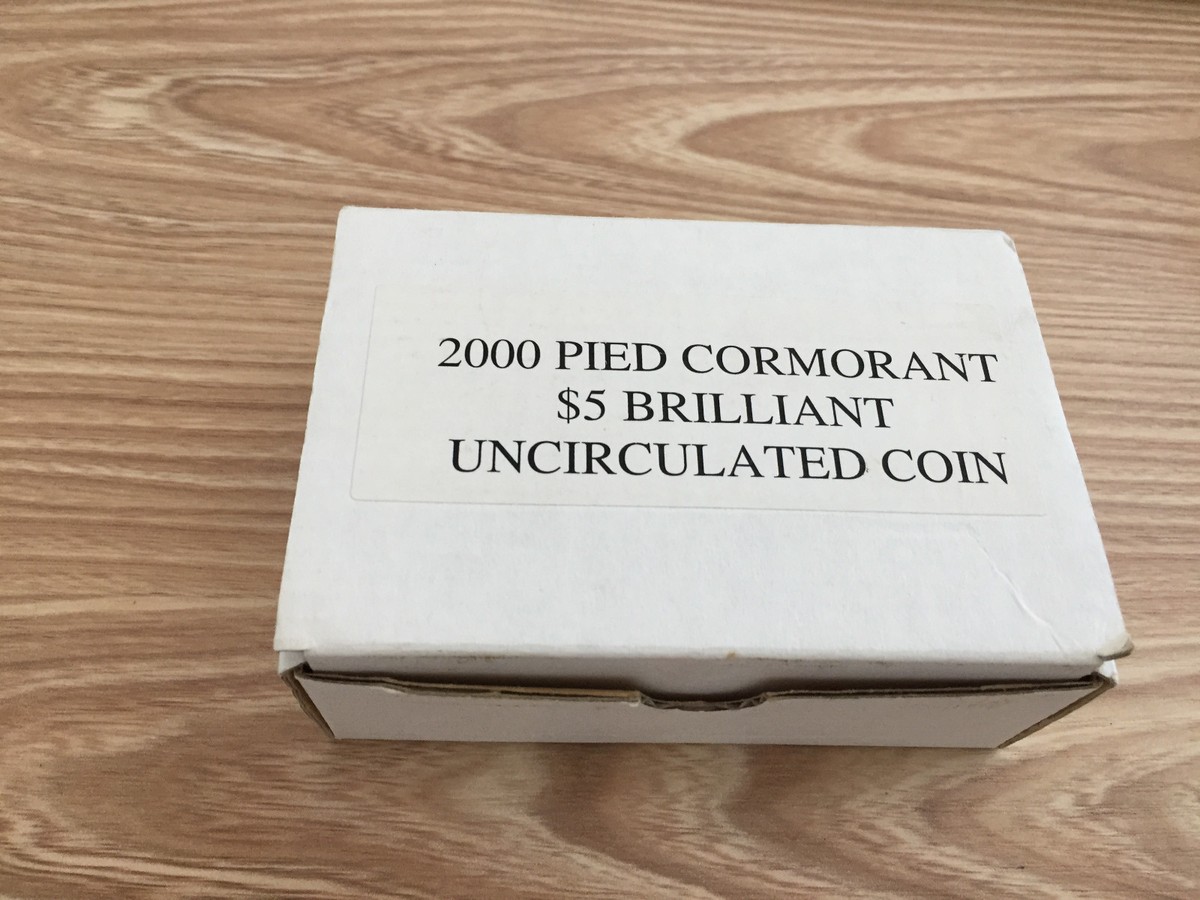 2000 PIED CORMORANT
$5 BRILLIANT
UNCIRCULATED COIN